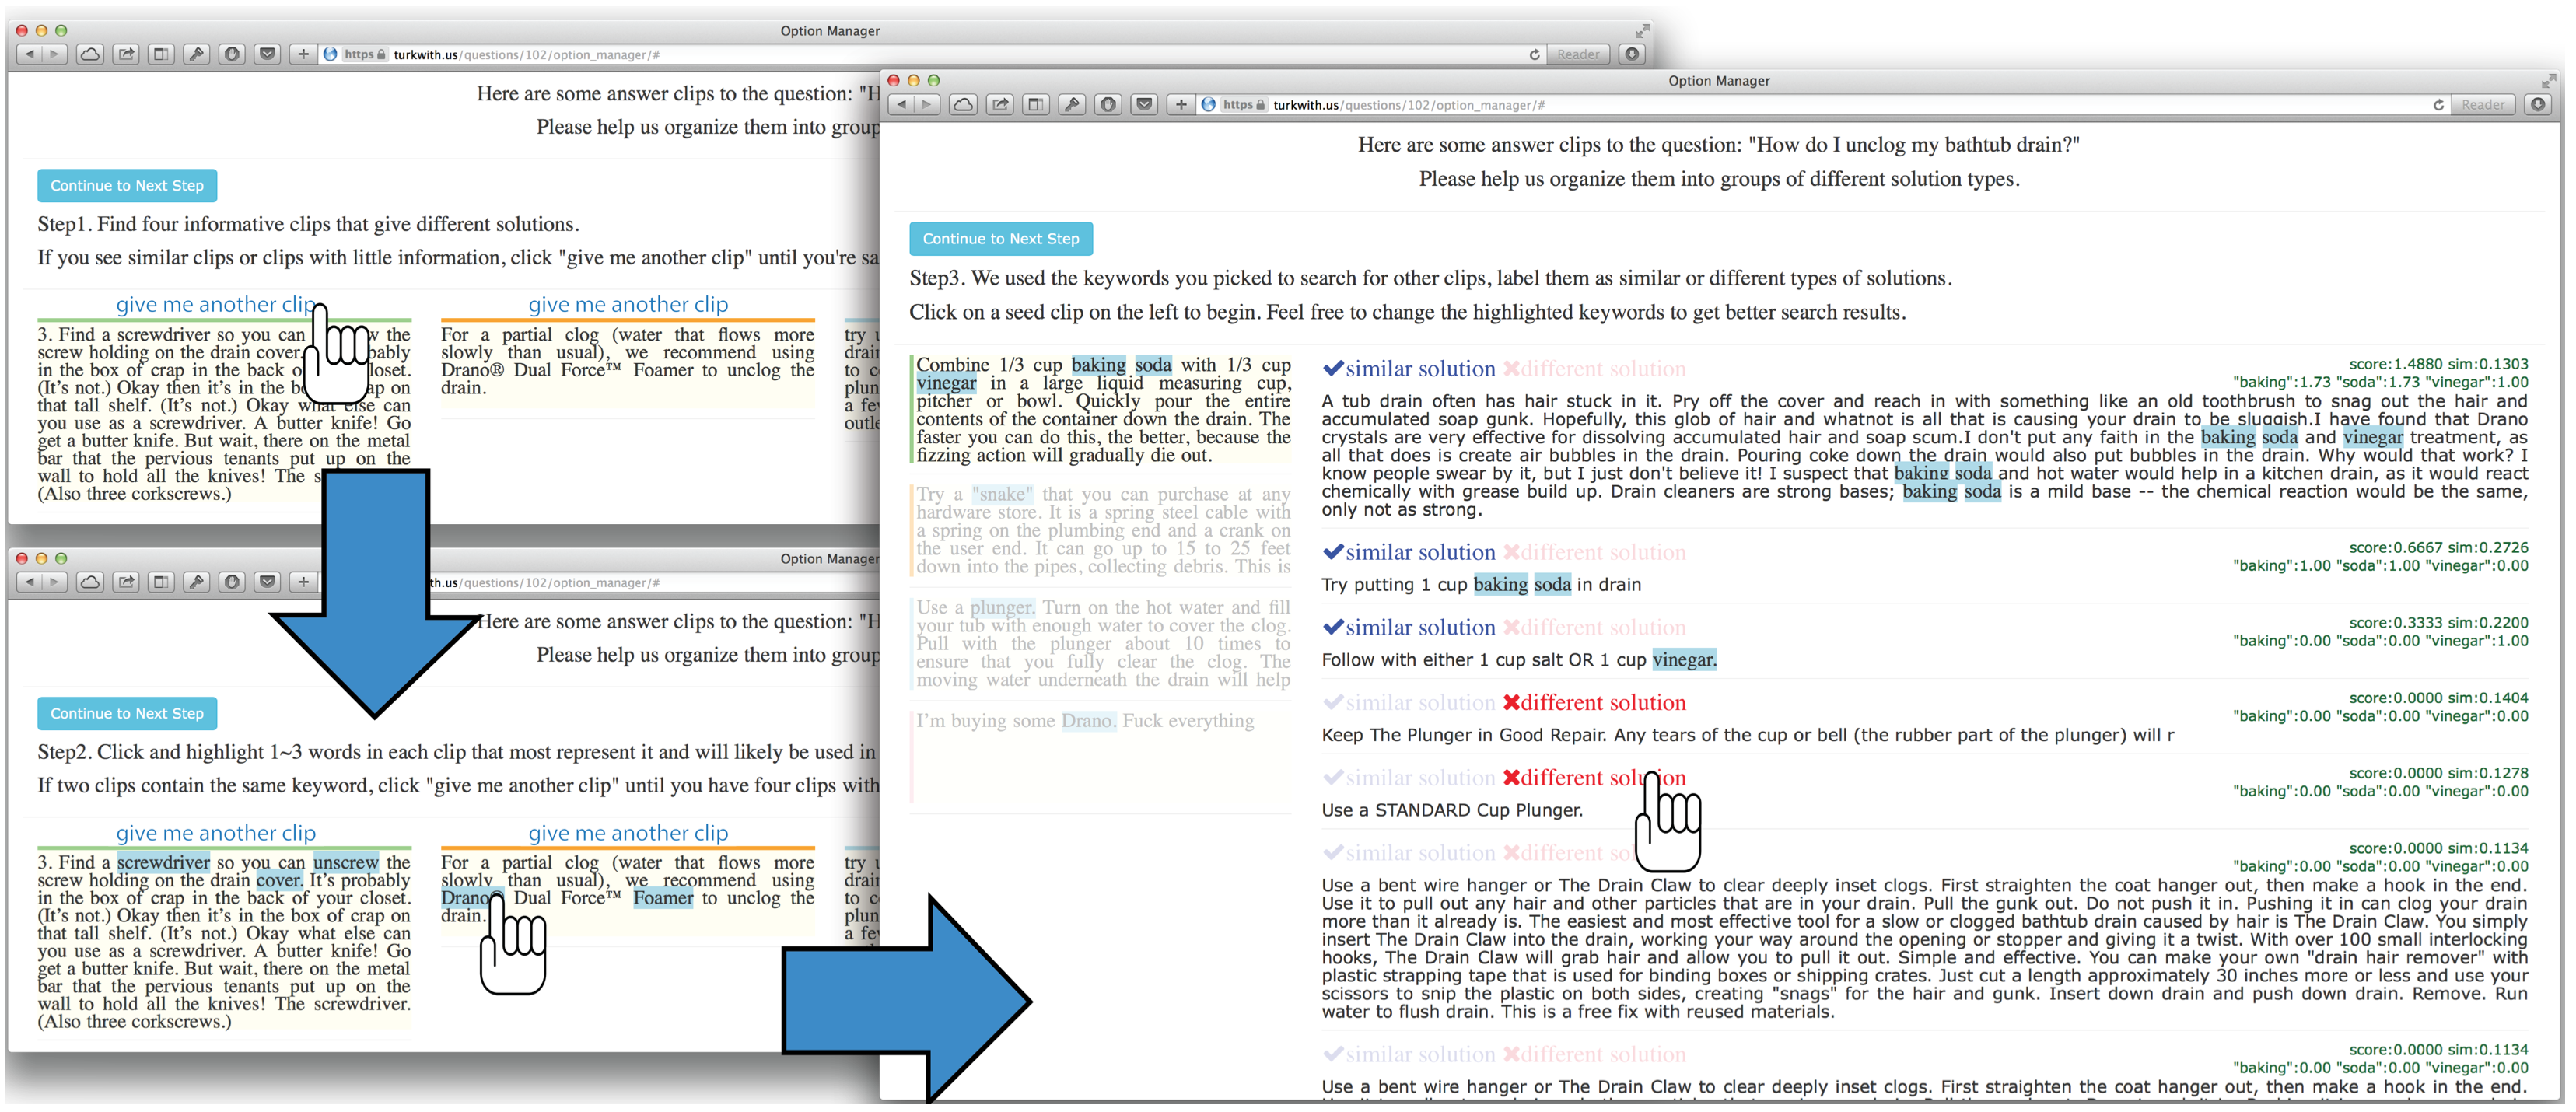 Option Manager
https turkwith.us/questions/102/option_manager/#
Reader
Here are some answer clips to the question: "H
Please help us organize them into group
Continue to Next Step
Step1. Find four informative clips that give different solutions.
If you see similar clips or clips with little information, click "give me another clip" until you're sa
give me another clip
3. Find a screwdriver so you can the
screw holding on the drain cover.
in the box of crap in the back o closet.
(It's not.) Okay then it's in the on
that tall shelf. (It's not.) Okay what else can
you use as a screwdriver. A butter knife! Go
get a butter knife. But wait, there on the metal
bar that the pervious tenants put up on the
wall to hold all the knives! The s
(Also three corkscrews.)
give me another clip
For a partial clog (water that flows more
slowly than usual), we recommend using
Drano® Dual Force™ Foamer to unclog the
drain.
try
drai
to c
plun
a fe
outle
Option Manager
th.us/questions/102/option_manager/#
Here are some answer clips to the question: "H
Please help us organize them into group
Continue to Next Step
Step2. Click and highlight 1~3 words in each clip that most represent it and will likely be used in
If two clips contain the same keyword, click "give me another clip" until you have four clips with
give me another clip
3. Find a screwdriver so you can unscrew the
screw holding on the drain cover. It's probably
in the box of crap in the back of your closet.
(It's not.) Okay then it's in the box of crap on
that tall shelf. (It's not.) Okay what else can
you use as a screwdriver. A butter knife! Go
get a butter knife. But wait, there on the metal
bar that the pervious tenants put up on the
wall to hold all the knives! The screwdriver.
(Also three corkscrews.)
give me another clip
For a partial clog (water that flows more
slowly than usual), we recommend using
Drano® Dual Force™ Foamer to unclog the
drain.
try
drai
to c
plun
a fe
Option Manager
https turkwith.us/questions/102/option_manager/#
Reader
Here are some answer clips to the question: "How do I unclog my bathtub drain?"
Please help us organize them into groups of different solution types.
Continue to Next Step
Step3. We used the keywords you picked to search for other clips, label them as similar or different types of solutions.
Click on a seed clip on the left to begin. Feel free to change the highlighted keywords to get better search results.
Combine 1/3 cup baking soda with 1/3 cup
vinegar in a large liquid measuring cup,
pitcher or bowl. Quickly pour the entire
contents of the container down the drain. The
faster you can do this, the better, because the
fizzing action will gradually die out.
Try a "snake" that you can purchase at any
hardware store. It is a spring steel cable with
a spring on the plumbing end and a crank on
the user end. It can go up to 15 to 25 feet
down into the pipes, collecting debris. This is
Use a plunger. Turn on the hot water and fill
your tub with enough water to cover the clog.
Pull with the plunger about 10 times to
ensure that you fully clear the clog. The
moving water underneath the drain will help
I'm buying some Drano. Fuck everything
similar solution different solution
score:1.4880 sim:0.1303
"baking":1.73 "soda":1.73 "vinegar":1.00
A tub drain often has hair stuck in it. Pry off the cover and reach in with something like an old toothbrush to snag out the hair and
accumulated soap gunk. Hopefully, this glob of hair and whatnot is all that is causing your drain to be sluggish.I have found that Drano
crystals are very effective for dissolving accumulated hair and soap scum.I don't put any faith in the baking soda and vinegar treatment, as
all that does is create air bubbles in the drain. Pouring coke down the drain would also put bubbles in the drain. Why would that work? I
know people swear by it, but I just don't believe it! I suspect that baking soda and hot water would help in a kitchen drain, as it would react
chemically with grease build up. Drain cleaners are strong bases; baking soda is a mild base -- the chemical reaction would be the same,
only not as strong.
similar solution different solution
score:0.6667 sim:0.2726
"baking":1.00 "soda":1.00 "vinegar":0.00
Try putting 1 cup baking soda in drain
similar solution different solution
score:0.3333 sim:0.2200
"baking":0.00 "soda":0.00 "vinegar":1.00
Follow with either 1 cup salt OR 1 cup vinegar.
similar solution different solution
score:0.0000 sim:0.1404
"baking":0.00 "soda":0.00 "vinegar":0.00
Keep The Plunger in Good Repair. Any tears of the cup or bell (the rubber part of the plunger) will r
similar solution different solution
score:0.0000 sim:0.1278
"baking":0.00 "soda":0.00 "vinegar":0.00
Use a STANDARD Cup Plunger.
similar solution different so
score:0.0000 sim:0.1134
"baking":0.00 "soda":0.00 "vinegar":0.00
Use a bent wire hanger or The Drain Claw to clear deeply inset clogs. First straighten the coat hanger out, then make a hook in the end.
Use it to pull out any hair and other particles that are in your drain. Pull the gunk out. Do not push it in. Pushing it in can clog your drain
more than it already is. The easiest and most effective tool for a slow or clogged bathtub drain caused by hair is The Drain Claw. You simply
insert The Drain Claw into the drain, working your way around the opening or stopper and giving it a twist. With over 100 small interlocking
hooks, The Drain Claw will grab hair and allow you to pull it out. Simple and effective. You can make your own "drain hair remover" with
plastic strapping tape that is used for binding boxes or shipping crates. Just cut a length approximately 30 inches more or less and use your
scissors to snip the plastic on both sides, creating "snags" for the hair and gunk. Insert down drain and push down drain. Remove. Run
water to flush drain. This is a free fix with reused materials.
similar solution different solution
score:0.0000 sim:0.1134
"baking":0.00 "soda":0.00 "vinegar":0.00
Use a bent wire hanger or The Drain Claw to clear deeply inset clogs. First straighten the coat hanger out, then make a hook in the end.